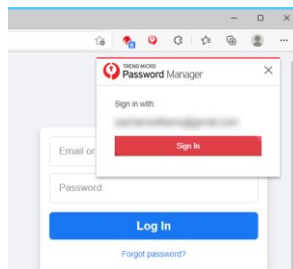 TREND MICRO
Password Manager
Sign in with:
Sign In
Email or
Password
Log In
Forgot password?